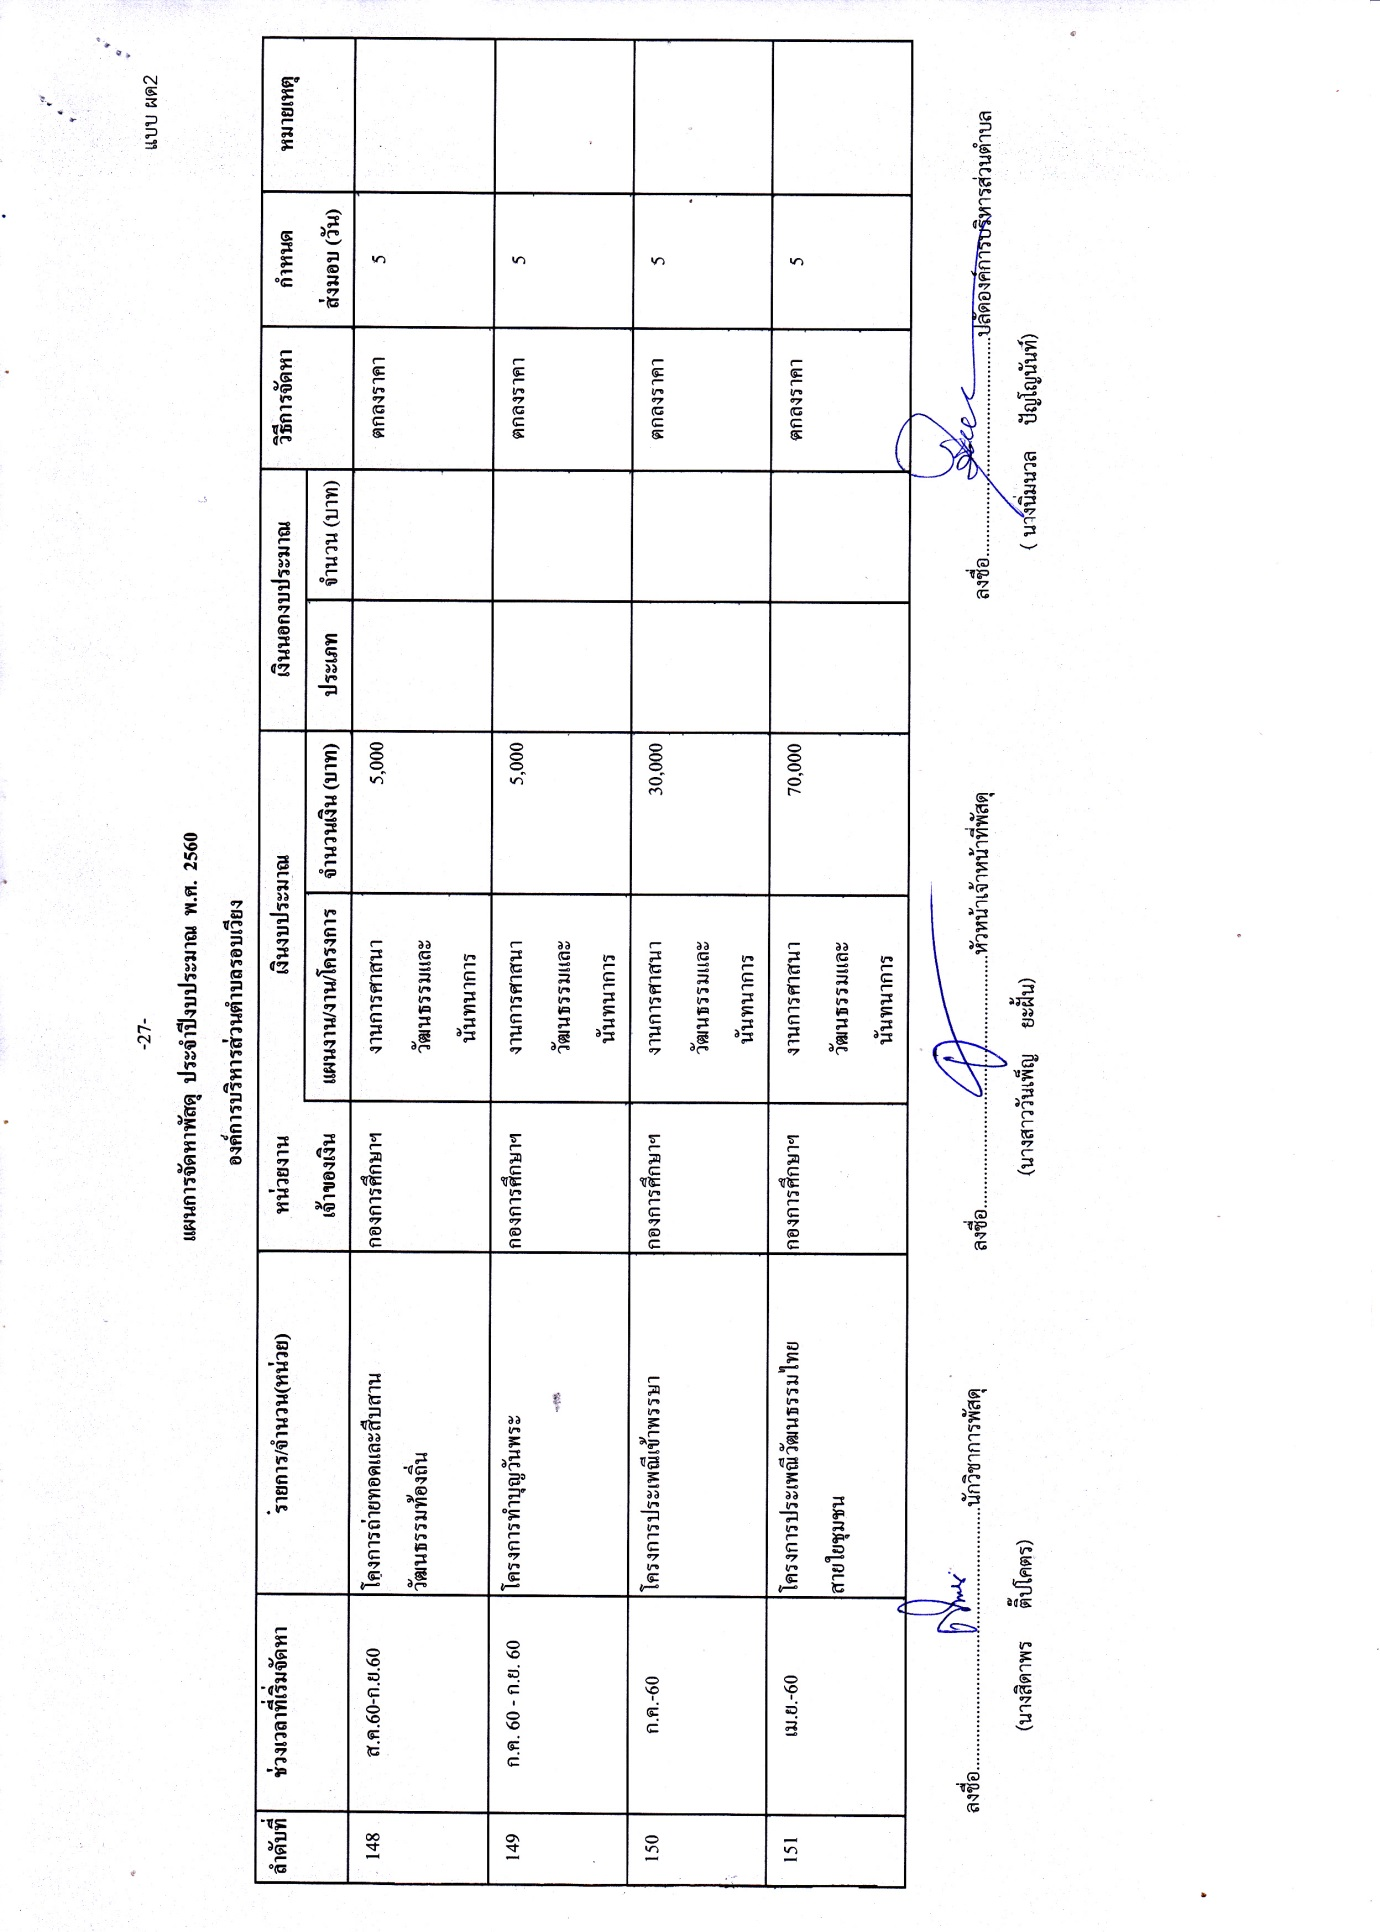 -27-
แบบ ผด2
แผนการจัดหาพัสดุ ประจำปีงบประมาณ พ.ศ. 2560
องค์การบริหารส่วนตำบลรอบเวียง
ลำดับที่ ช่วงเวลาที่เริ่มจัดหา รายการ/จำนวน(หน่วย) หน่วยงาน เงินงบประมาณ เงินนอกงบประมาณ วิธีการจัดหา กำหนด หมายเหตุ
เจ้าของเงิน แผนงาน/งาน/โครงการ จำนวนเงิน (บาท) ประเภท จำนวน (บาท) ส่งมอบ (วัน)
148 ส.ค.60-ก.ย.60 โคงการถ่ายทอดและสืบสาน กองการศึกษาฯ งานการศาสนา 5,000 ตกลงราคา 5
วัฒนธรรมท้องถิ่น วัฒนธรรมและ
นันทนาการ
149 ก.ค. 60 - ก.ย. 60 โครงการทำบุญวันพระ กองการศึกษาฯ งานการศาสนา 5,000 ตกลงราคา 5
วัฒนธรรมและ
นันทนาการ
150 ก.ค.-60 โครงการประเพณีเข้าพรรษา กองการศึกษาฯ งานการศาสนา 30,000 ตกลงราคา 5
วัฒนธรรมและ
นันทนาการ
151 เม.ย.-60 โครงการประเพณีวัฒนธรรมไทย กองการศึกษาฯ งานการศาสนา 70,000 ตกลงราคา 5
สายใยชุมชน วัฒนธรรมและ
นันทนาการ
ลงชื่อ..............................นักวิชาการพัสดุ ลงชื่อ..............................หัวหน้าเจ้าหน้าที่พัสดุ ลงชื่อ..............................ปลัดองค์การบริหารส่วนตำบล
(นางสิดาพร ติ๊ปโคตร) (นางสาววันเพ็ญ ยะฝั้น) ( นางนิ่มนวล ปัญโญนันท์)